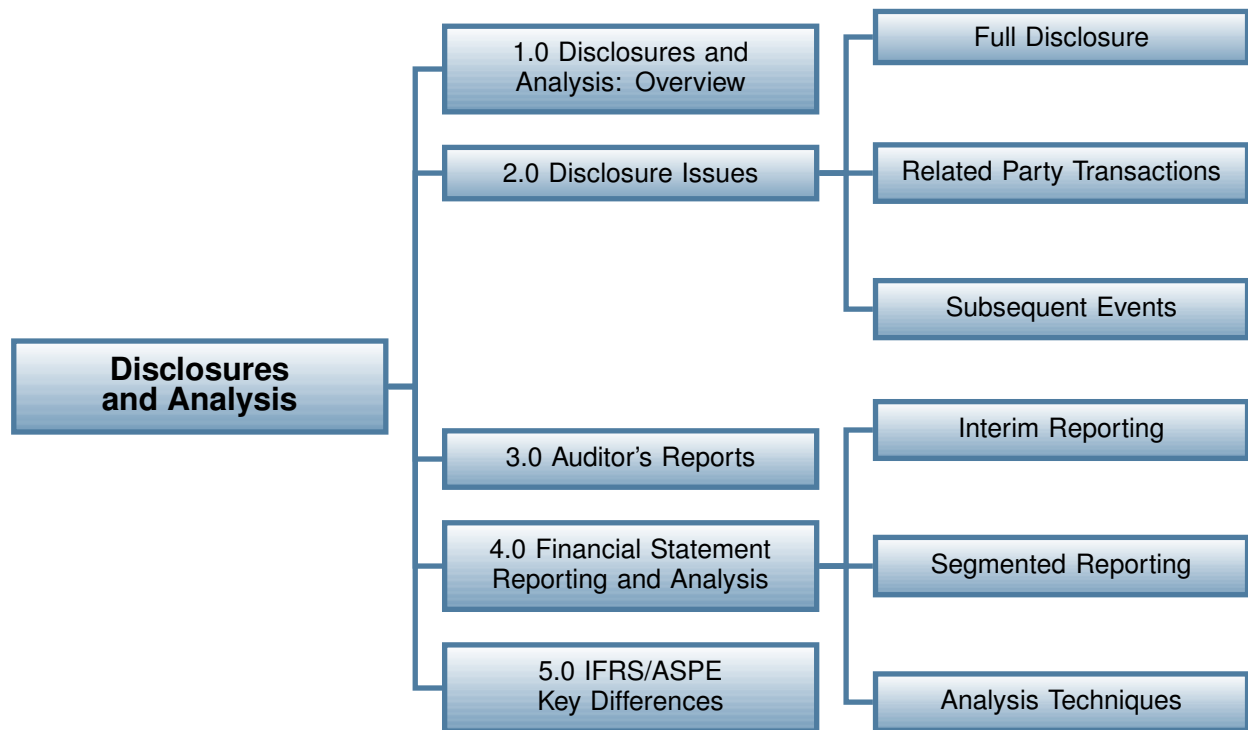 Disclosures
and Analysis
1.0 Disclosures and
Analysis: Overview
2.0 Disclosure Issues
Full Disclosure
Related Party Transactions
Subsequent Events
3.0 Auditor's Reports
4.0 Financial Statement
Reporting and Analysis
Interim Reporting
Segmented Reporting
Analysis Techniques
5.0 IFRS/ASPE
Key Differences